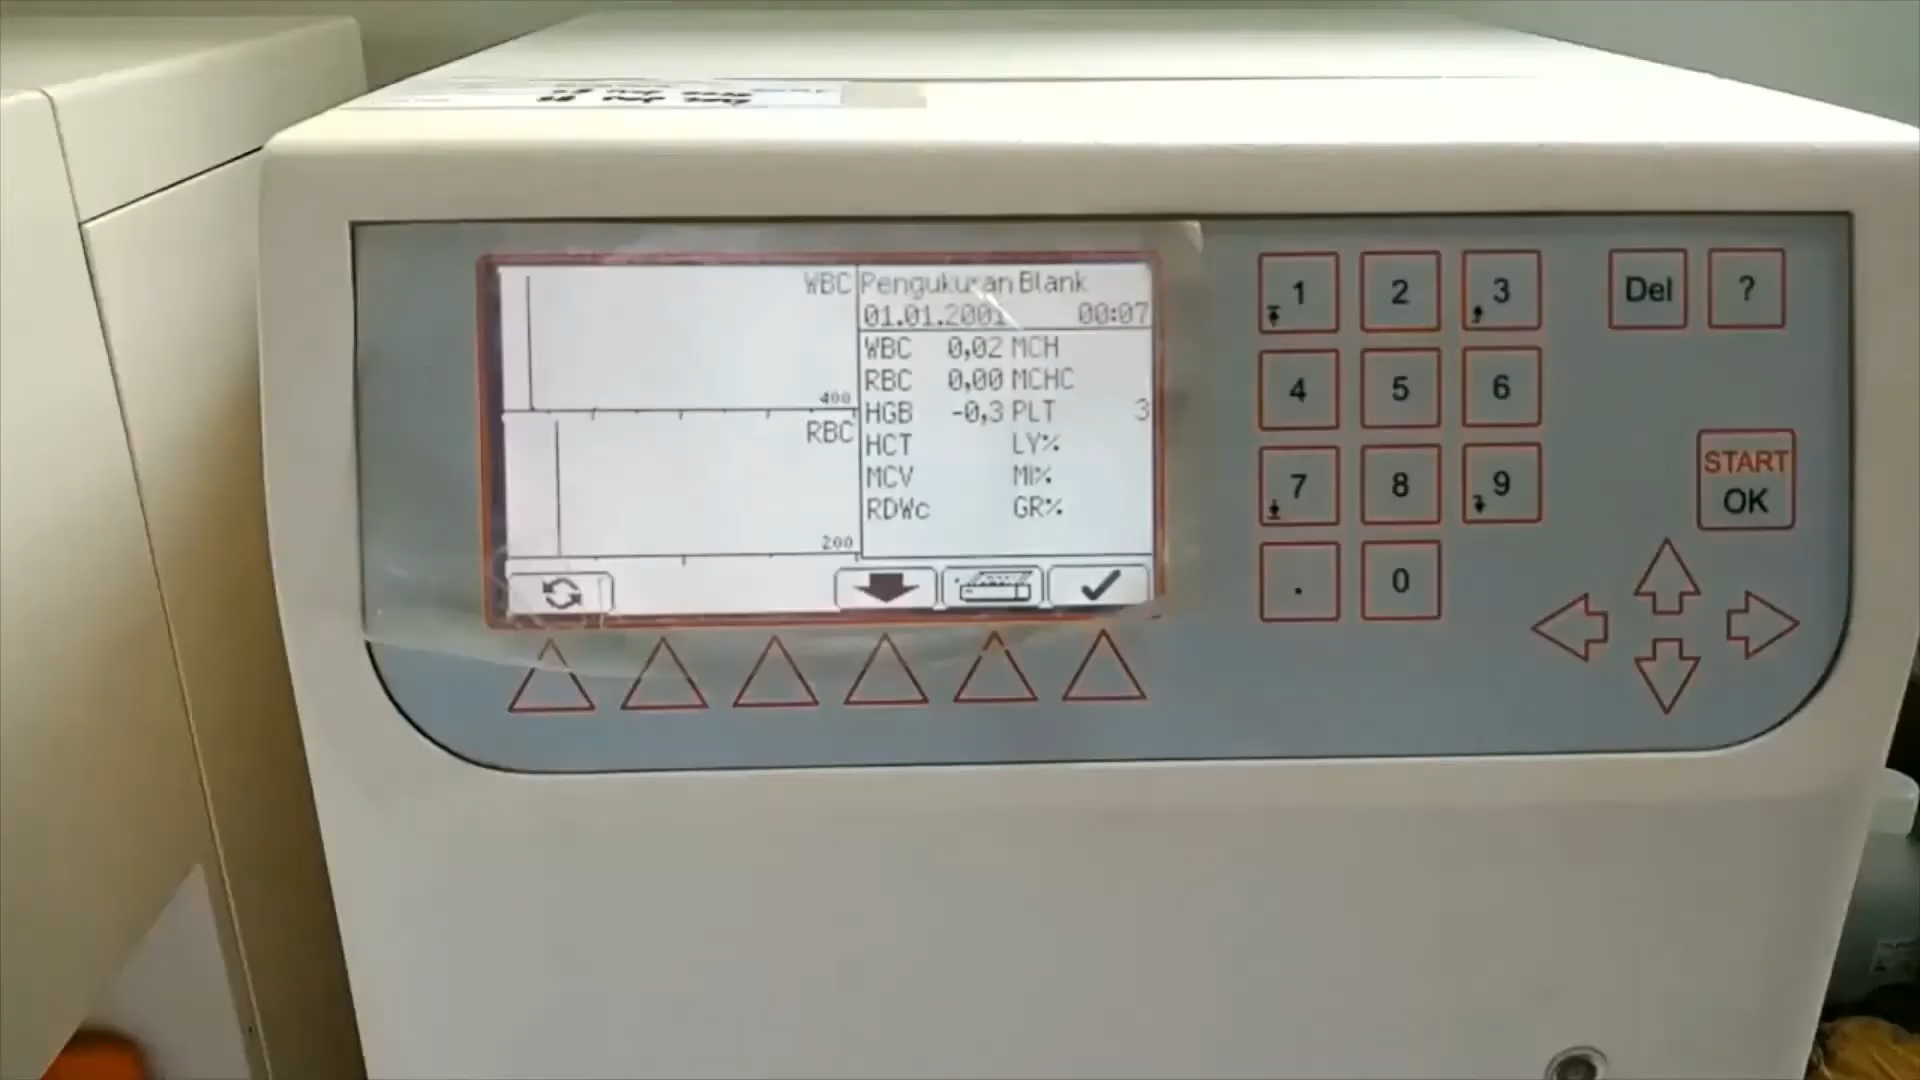 WBC
400
RBC
200
Pengukuran Blank
01.01.2001 00:07
WBC 0,02 MCH
RBC 0,00 MCHC
HGB -0,3 PLT 3
HCT LY%
MCV MI%
RDWc GR%
1 2 3
4 5 6
7 8 9
. 0
Del ?
START
OK